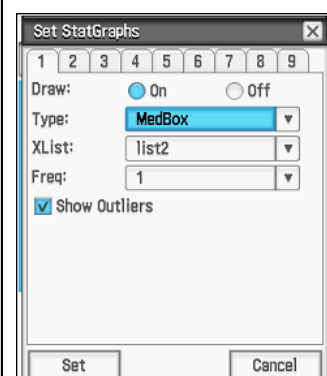 Set StatGraphs
1 2 3 4 5 6 7 8 9
Draw: On Off
Type: MedBox
XList: list2
Freq: 1
Show Outliers
Set Cancel